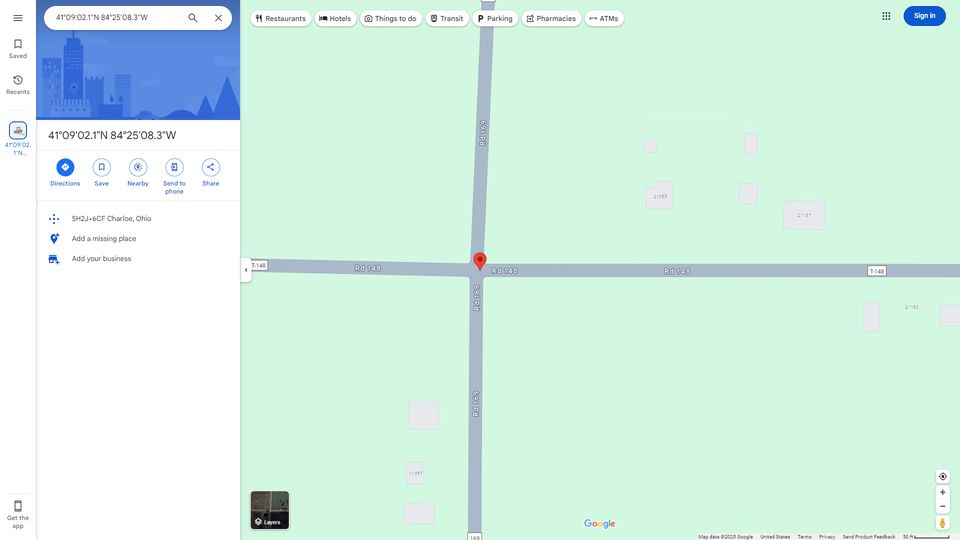 41°09'02.1"N 84°25'08.3"W
Restaurants
Hotels
Things to do
Transit
Parking
Pharmacies
ATMs
Sign in
Saved
Recents
41°09'02.
1"N...
41°09'02.1"N 84°25'08.3"W
Directions
Save
Nearby
Send to
phone
Share
5H2J+6CF Charloe, Ohio
Add a missing place
Add your business
Get the
app
Rd 169
T-148
Rd 148
Rd 148
Rd 148
T-148
Rd 169
Rd 169
21137
21162
169
Layers
Google
Map data ©2025 Google
United States
Terms
Privacy
Send Product Feedback
50 ft